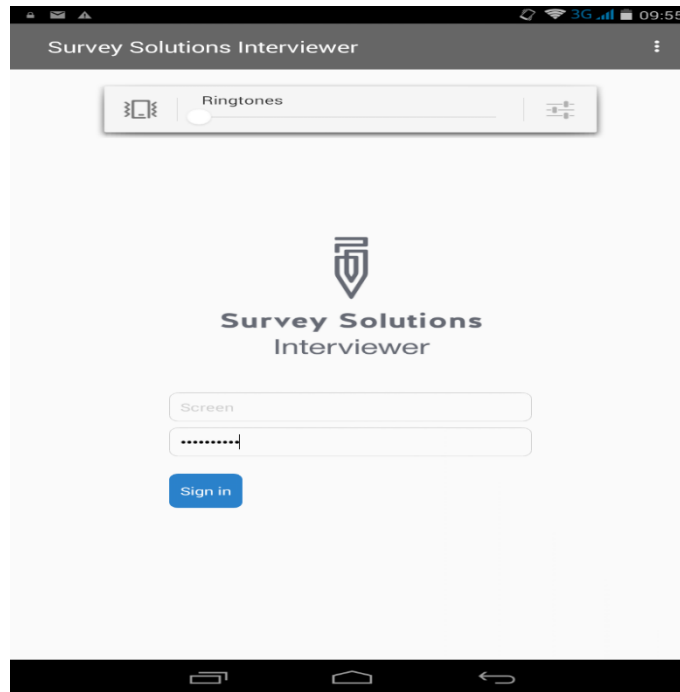 3G 09:55
Survey Solutions Interviewer
Ringtones
Survey Solutions
Interviewer
Screen
••••••••••
Sign in